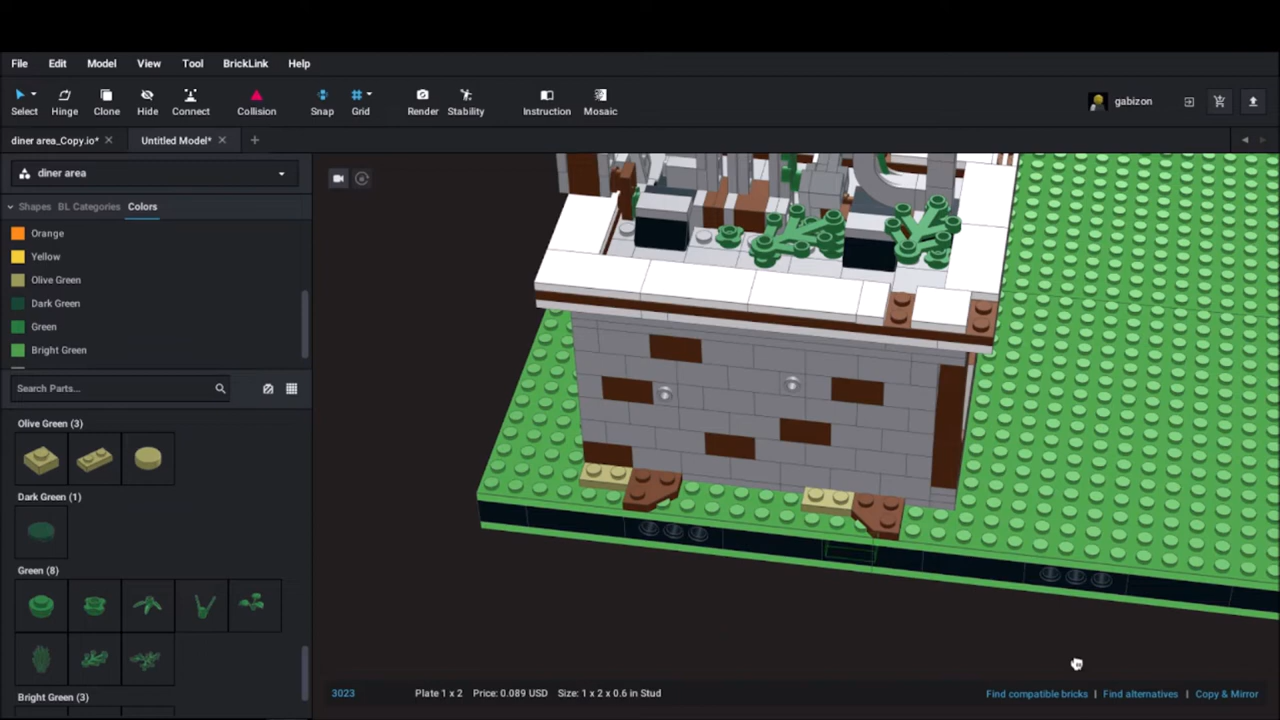 File Edit Model View Tool BrickLink Help
Select Hinge Clone Hide Connect Collision Snap Grid Render Stability Instruction Mosaic gabizon
diner area_Copy.io* Untitled Model*
diner area
Shapes BL Categories Colors
Orange
Yellow
Olive Green
Dark Green
Green
Bright Green
Search Parts...
Olive Green (3)
Dark Green (1)
Green (8)
Bright Green (3)
3023 Plate 1 x 2 Price: 0.089 USD Size: 1 x 2 x 0.6 in Stud Find compatible bricks | Find alternatives | Copy & Mirror